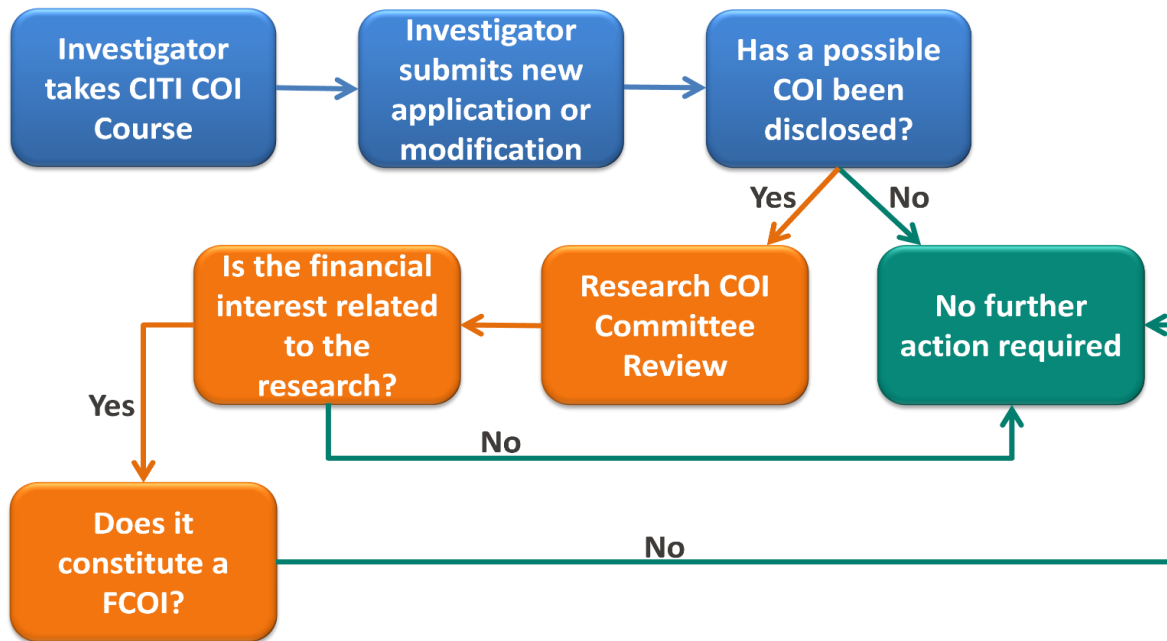 Investigator
takes CITI COI
Course
Investigator
submits new
application or
modification
Has a possible
COI been
disclosed?
Yes
No
Is the financial
interest related
to the
research?
Research COI
Committee
Review
No further
action required
Yes
No
Does it
constitute a
FCOI?
No